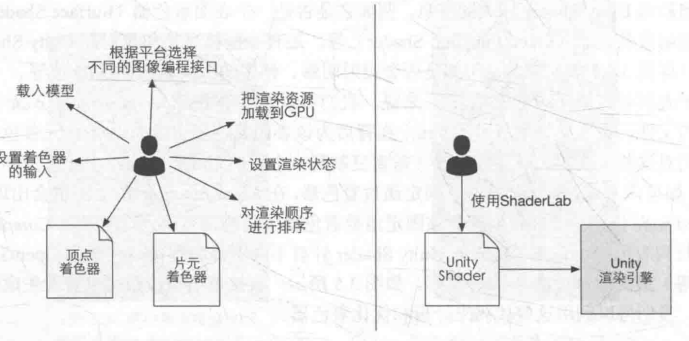 根据平台选择
不同的图像编程接口
载入模型
把渲染资源
加载到GPU
设置着色器
的输入
设置渲染状态
对渲染顺序
进行排序
顶点
着色器
片元
着色器
使用ShaderLab
Unity
Shader
Unity
渲染引擎